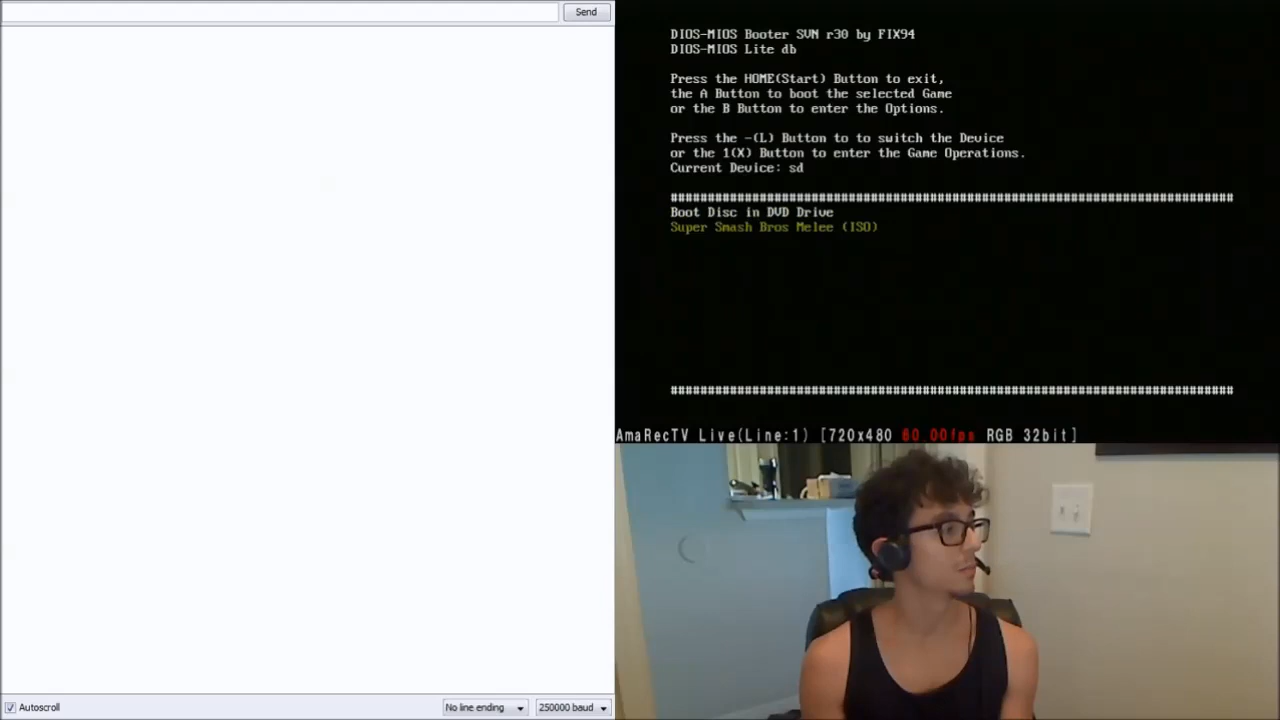 Send
DIOS-MIOS Booter SVN r30 by FIX94
DIOS-MIOS Lite db
Press the HOME(Start) Button to exit,
the A Button to boot the selected Game
or the B Button to enter the Options.
Press the -(L) Button to to switch the Device
or the 1(X) Button to enter the Game Operations.
Current Device: sd
############################################################################
Boot Disc in DVD Drive
Super Smash Bros Melee (ISO)
############################################################################
AmaRecTV Live(Line:1) [720x480 60.00fps RGB 32bit]
Autoscroll
No line ending
250000 baud